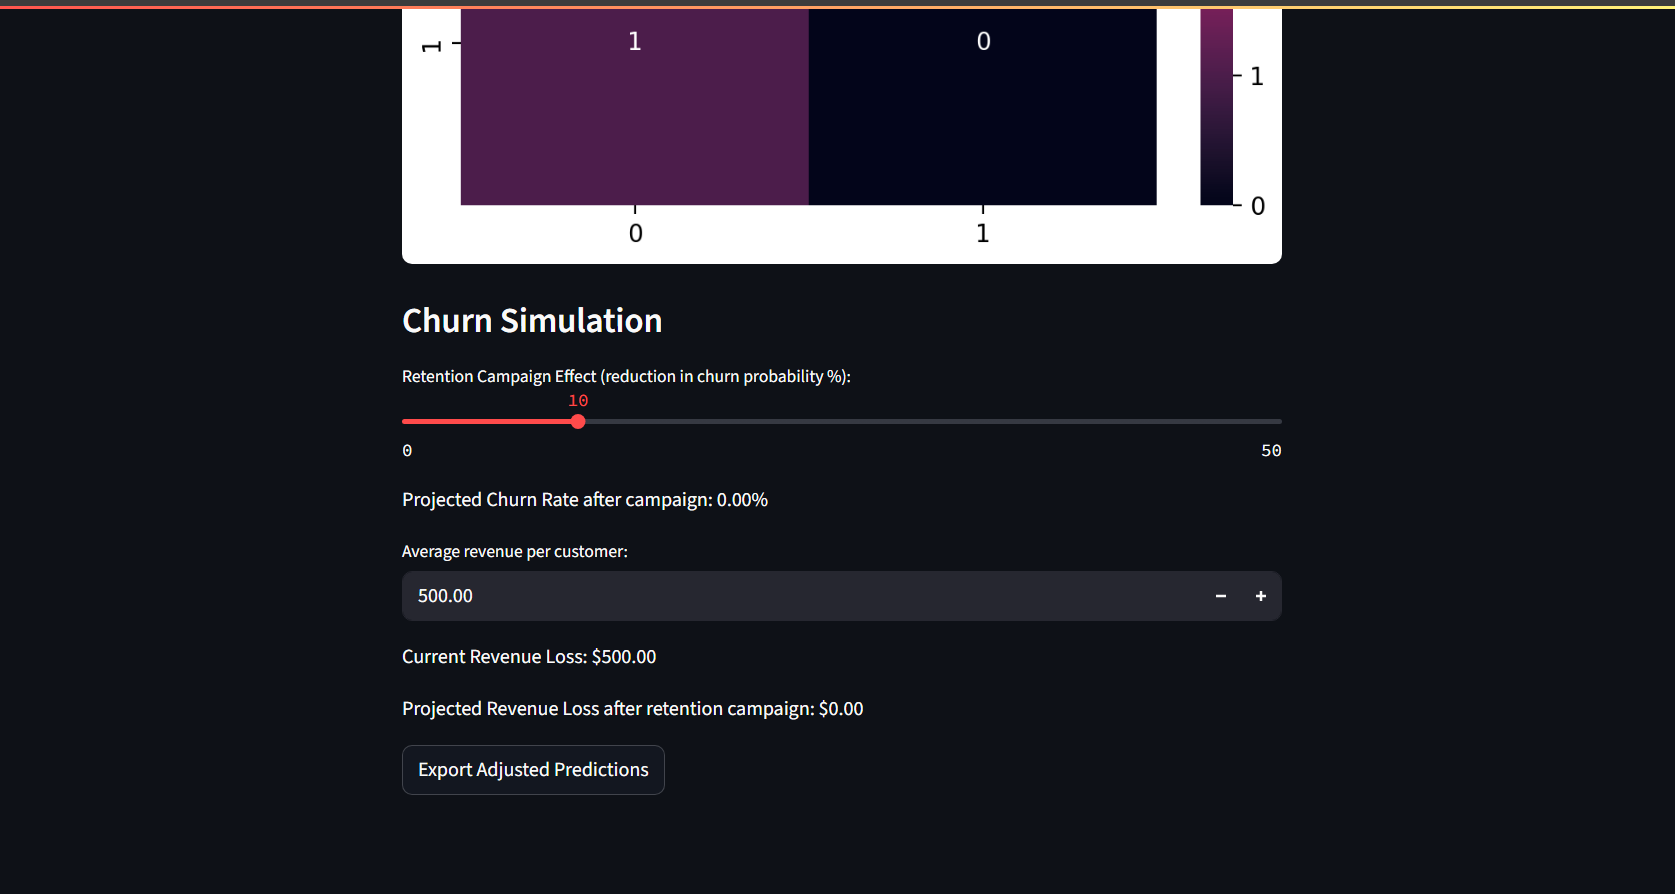 1 1 0 1
0
0 1
Churn Simulation
Retention Campaign Effect (reduction in churn probability %):
10
0 50
Projected Churn Rate after campaign: 0.00%
Average revenue per customer:
500.00 − +
Current Revenue Loss: $500.00
Projected Revenue Loss after retention campaign: $0.00
Export Adjusted Predictions